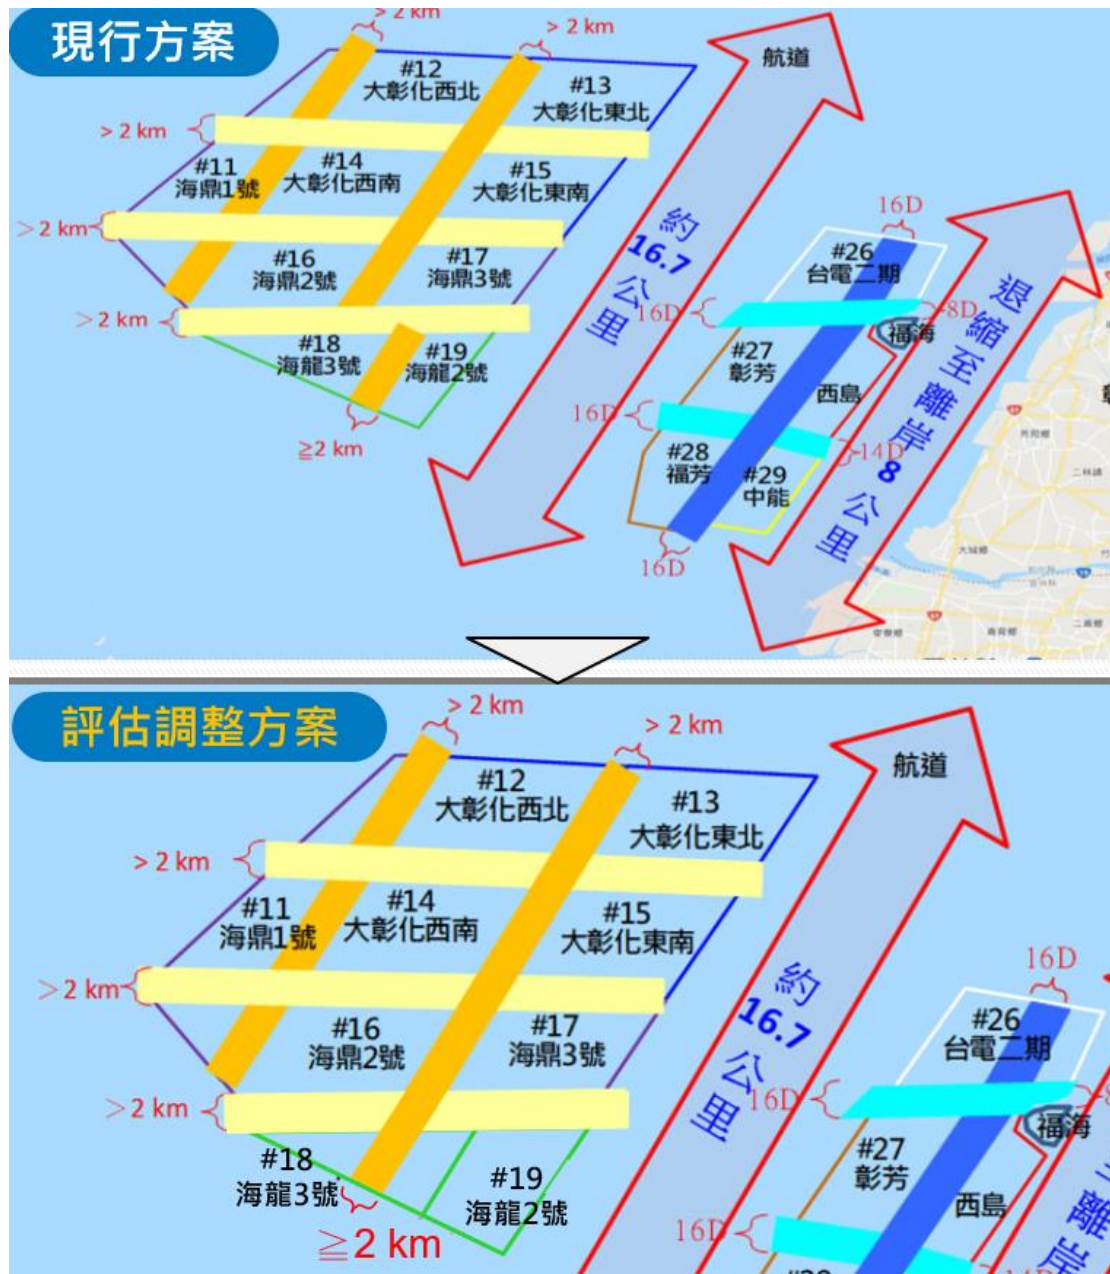 現行方案
> 2 km
> 2 km
航道
#12
大彰化西北
#13
大彰化東北
> 2 km
#11
海鼎1號
#14
大彰化西南
#15
大彰化東南
> 2 km
#16
海鼎2號
#17
海鼎3號
> 2 km
#18
海龍3號
#19
海龍2號
≧2 km
約
16.7
公
里
16D
#26
台電二期
16D
8D
福海
#27
彰芳
西島
16D
14D
#28
福芳
#29
中能
16D
退
縮
至
離
岸
8
公
里
二林鎮
大城鄉
評估調整方案
> 2 km
> 2 km
航道
#12
大彰化西北
#13
大彰化東北
> 2 km
#11
海鼎1號
#14
大彰化西南
#15
大彰化東南
> 2 km
#16
海鼎2號
#17
海鼎3號
> 2 km
#18
海龍3號
#19
海龍2號
≧2 km
約
16.7
公
里
16D
#26
台電二期
16D
福海
#27
彰芳
西島
16D
離
岸